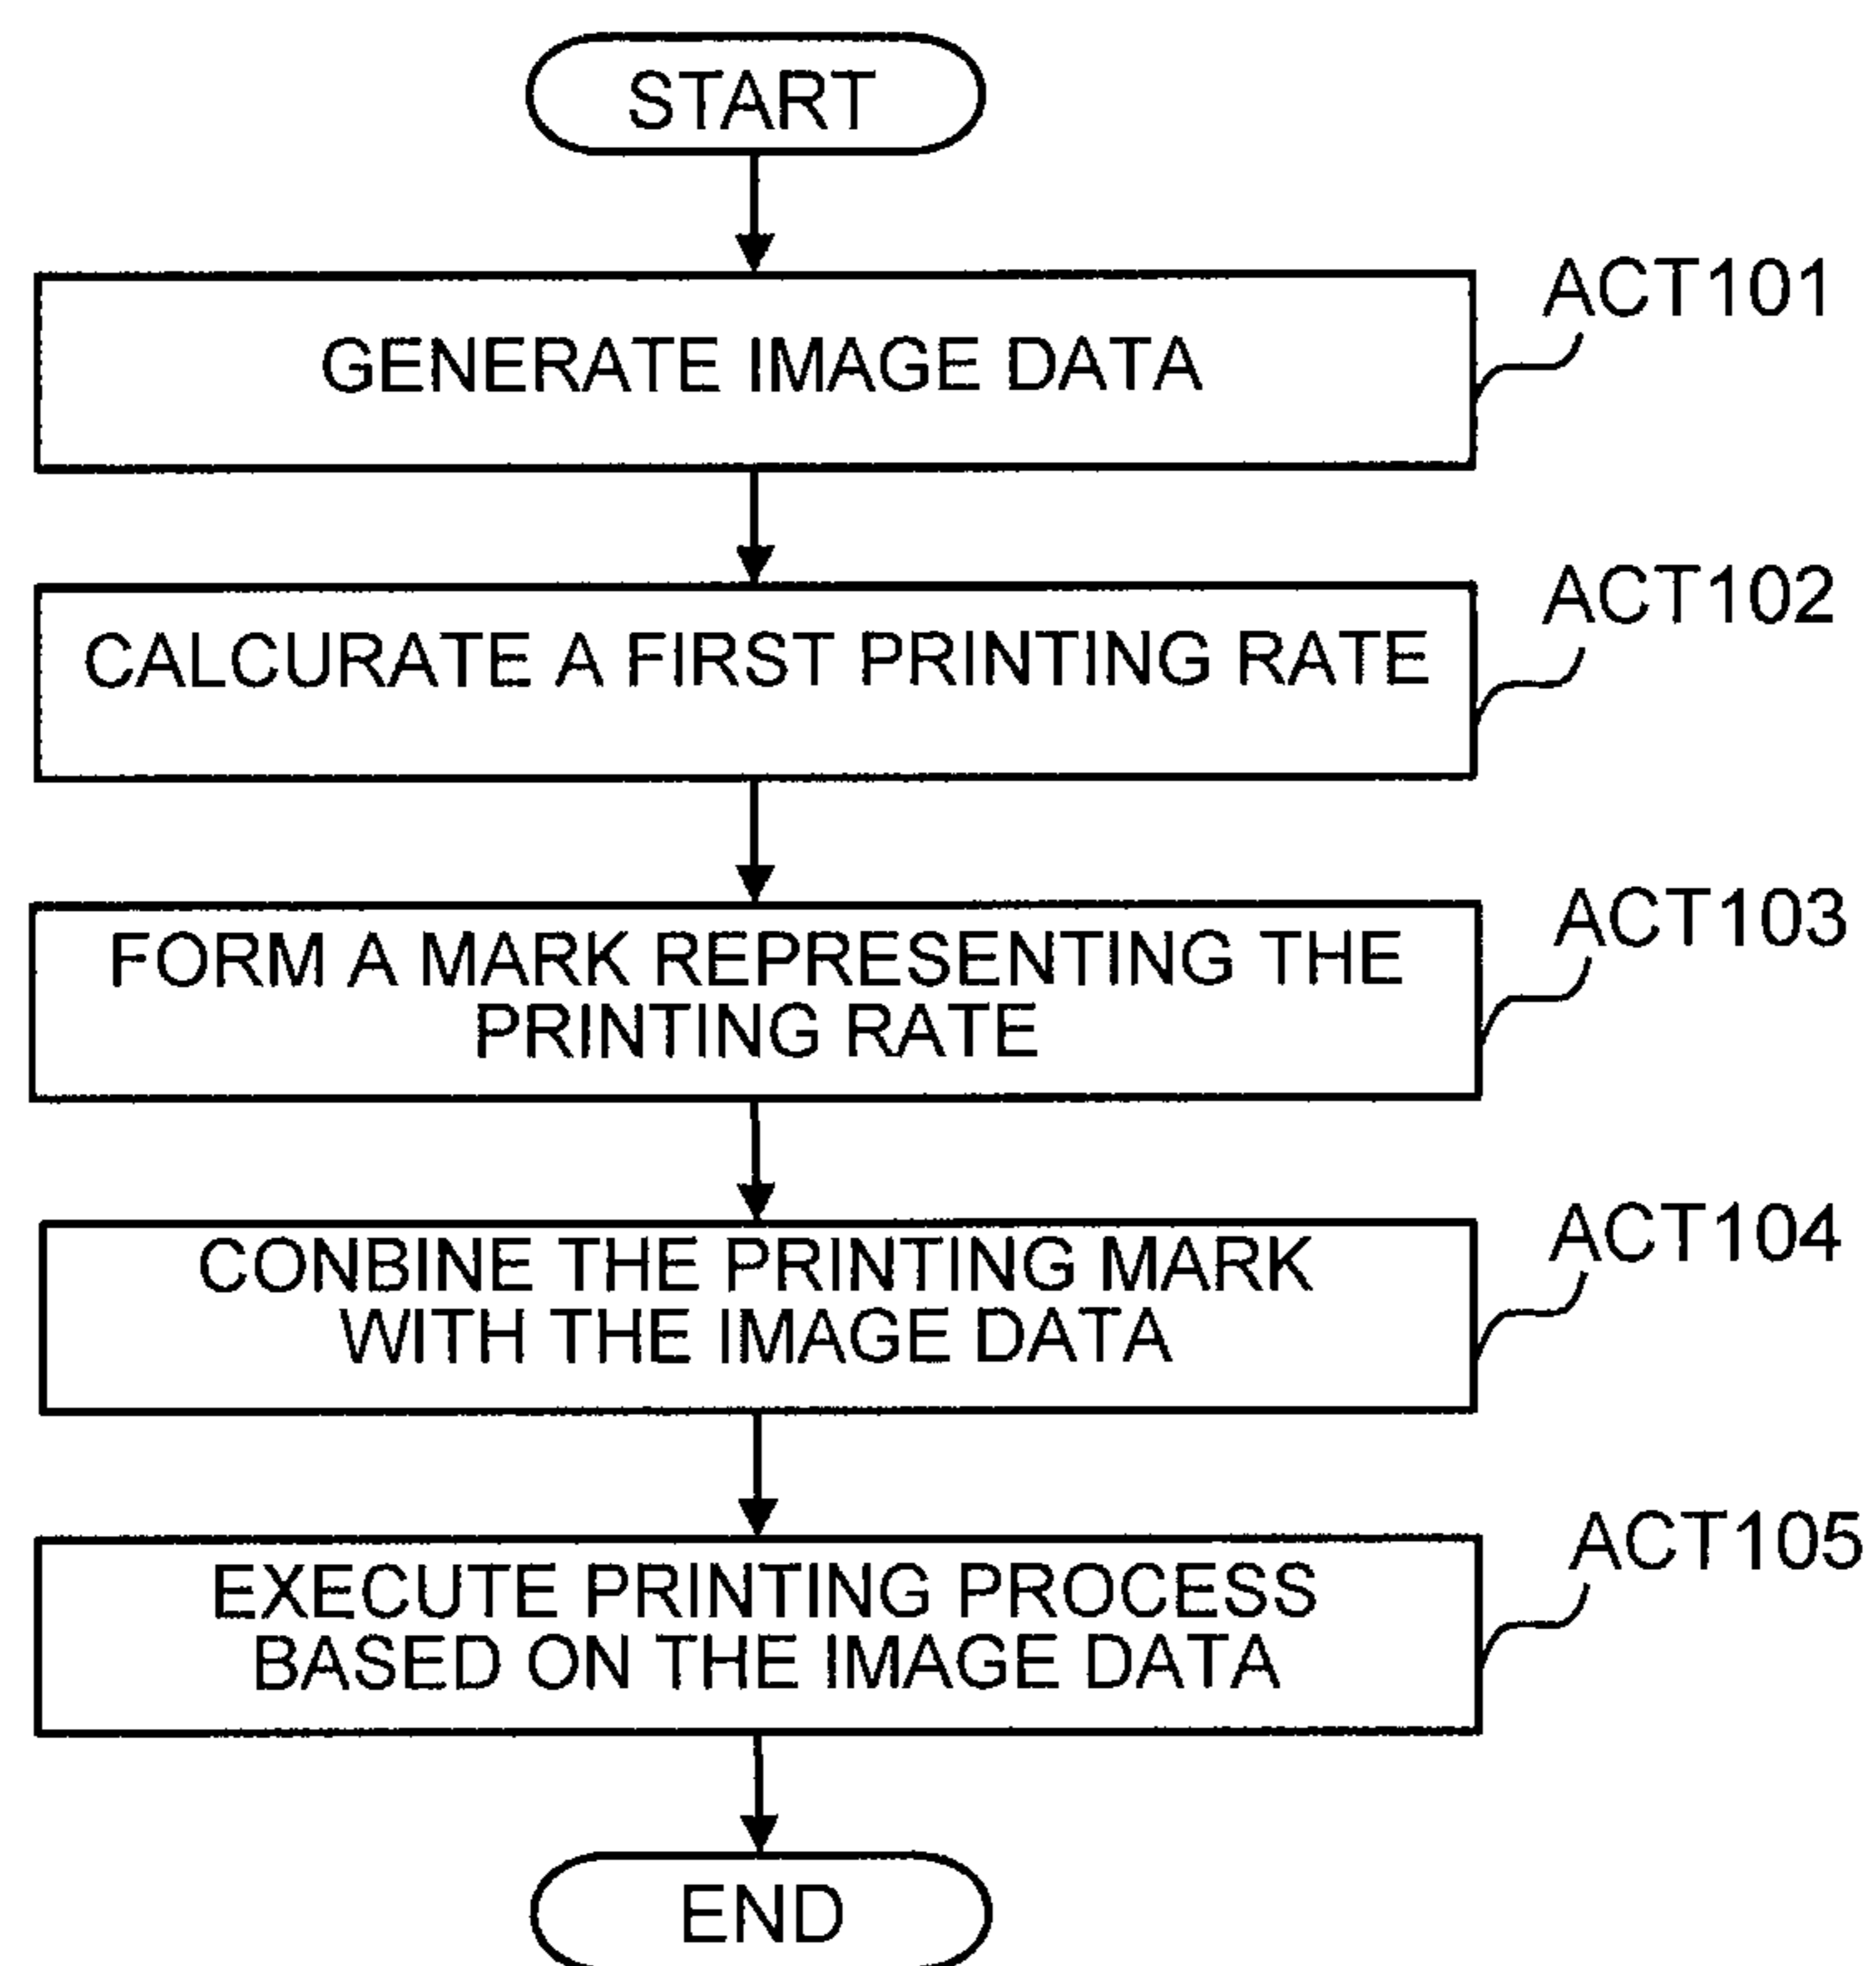 START
ACT101
GENERATE IMAGE DATA
ACT102
CALCURATE A FIRST PRINTING RATE
ACT103
FORM A MARK REPRESENTING THE
PRINTING RATE
ACT104
CONBINE THE PRINTING MARK
WITH THE IMAGE DATA
ACT105
EXECUTE PRINTING PROCESS
BASED ON THE IMAGE DATA
END